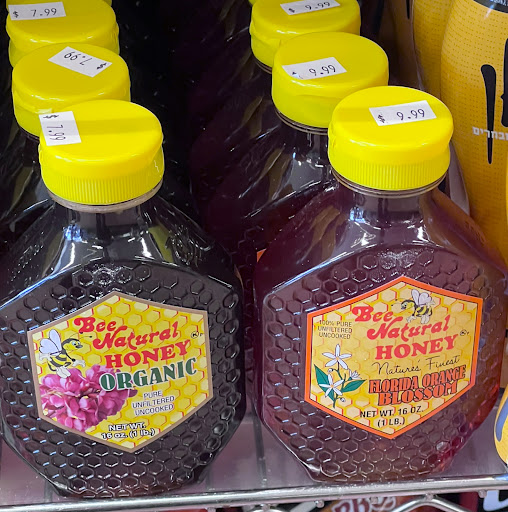 $ 7.99
$ 7.99
$ 7.99
$ 9.99
$ 9.99
$ 9.99
Bee
Natural ®
HONEY
ORGANIC
PURE
UNFILTERED
UNCOOKED
NET WT.
16 oz. (1 lb.)
100% PURE
UNFILTERED
UNCOOKED
Bee
Natural ®
HONEY
Natures Finest
FLORIDA ORANGE
BLOSSOM
NET WT. 16 OZ.
(1 LB.)